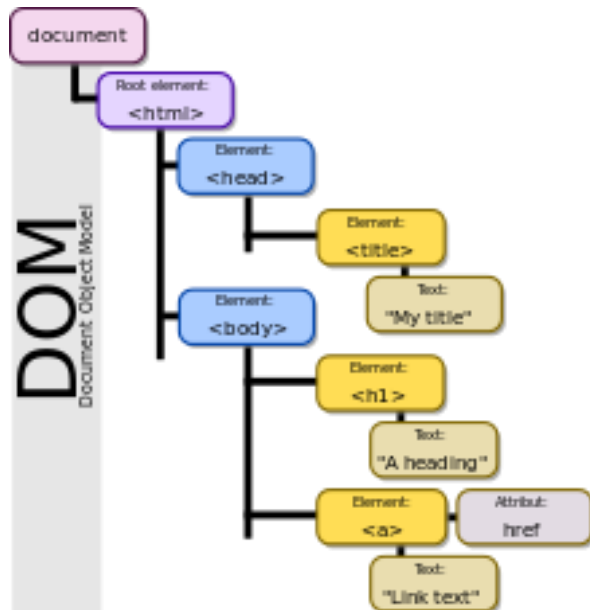 document
Root element:
<html>
Element:
<head>
Element:
<title>
Text:
"My title"
Element:
<body>
Element:
<h1>
Text:
"A heading"
Element:
<a>
Attribut:
href
Text:
"Link text"
DOM
Document Object Model